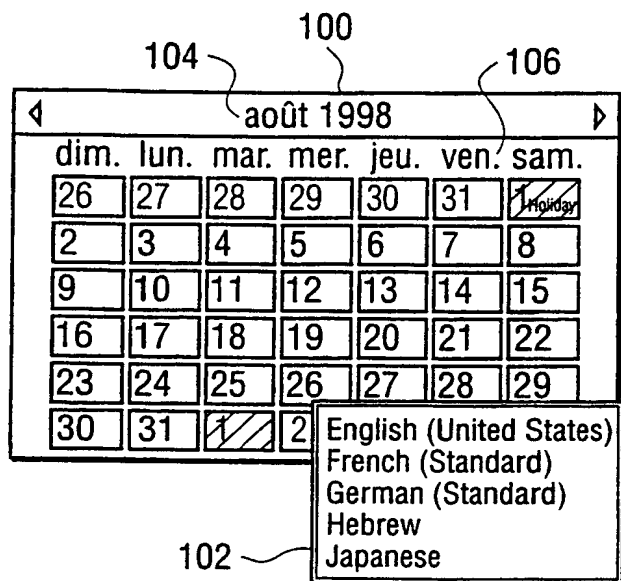 100
104
106
août 1998
dim. lun. mar. mer. jeu. ven. sam.
26 27 28 29 30 31 1 Holiday
2 3 4 5 6 7 8
9 10 11 12 13 14 15
16 17 18 19 20 21 22
23 24 25 26 27 28 29
30 31 1 2
English (United States)
French (Standard)
German (Standard)
Hebrew
Japanese
102